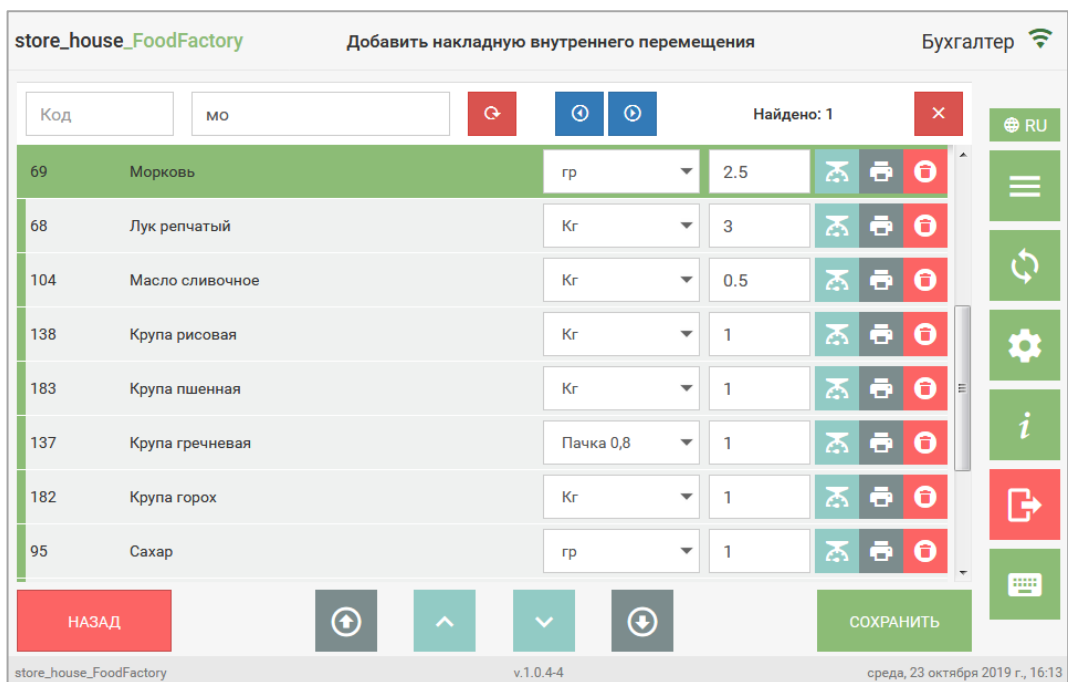 store_house_FoodFactory Добавить накладную внутреннего перемещения Бухгалтер
Код мо Найдено: 1
RU
69 Морковь гр 2.5
68 Лук репчатый Кг 3
104 Масло сливочное Кг 0.5
138 Крупа рисовая Кг 1
183 Крупа пшенная Кг 1
137 Крупа гречневая Пачка 0,8 1
182 Крупа горох Кг 1
95 Сахар гр 1
НАЗАД СОХРАНИТЬ
store_house_FoodFactory v.1.0.4-4 среда, 23 октября 2019 г., 16:13